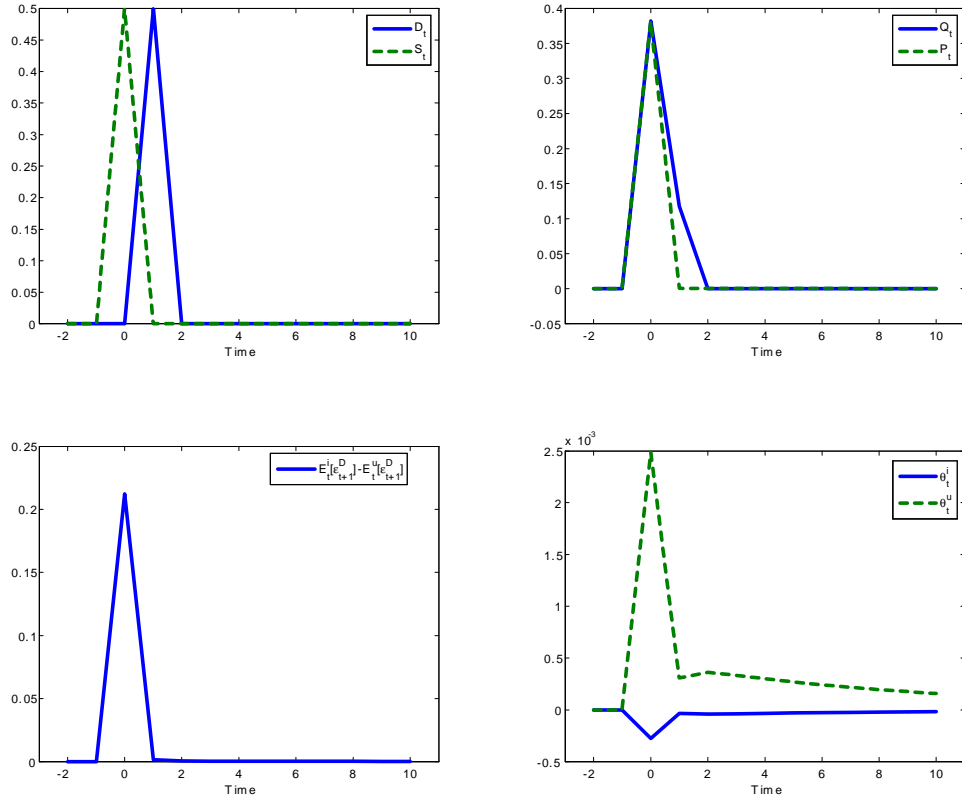 0.5
0.45
0.4
0.35
0.3
0.25
0.2
0.15
0.1
0.05
0
-2 0 2 4 6 8 10
Time
D_t
S_t
0.4
0.35
0.3
0.25
0.2
0.15
0.1
0.05
0
-0.05
-2 0 2 4 6 8 10
Time
Q_t
P_t
0.25
0.2
0.15
0.1
0.05
0
-2 0 2 4 6 8 10
Time
E_t^i[ε_{t+1}^D]-E_t^u[ε_{t+1}^D]
x 10^-3
2.5
2
1.5
1
0.5
0
-0.5
-2 0 2 4 6 8 10
Time
θ_t^i
θ_t^u